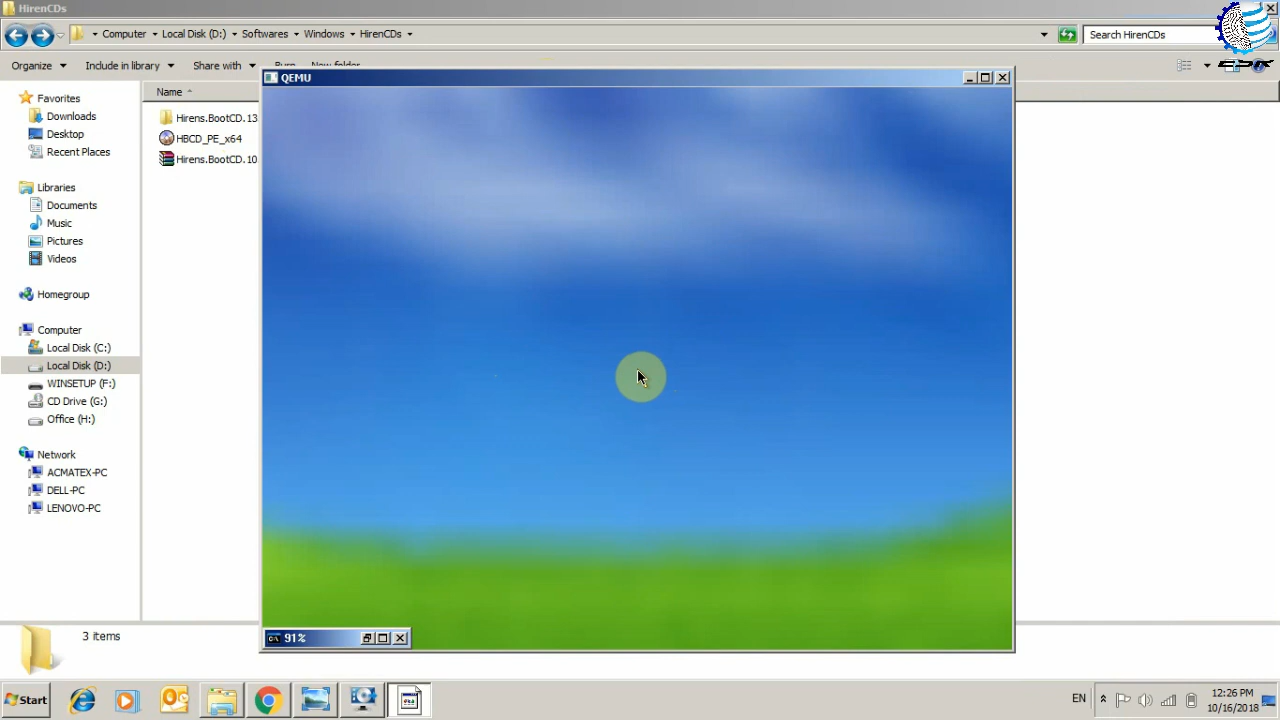 HirenCDs
Computer Local Disk (D:) Softwares Windows HirenCDs
Search HirenCDs
Organize Include in library Share with Burn New folder
QEMU
Name
Favorites
Downloads
Desktop
Recent Places
Libraries
Documents
Music
Pictures
Videos
Homegroup
Computer
Local Disk (C:)
Local Disk (D:)
WINSETUP (F:)
CD Drive (G:)
Office (H:)
Network
ACMATEX-PC
DELL-PC
LENOVO-PC
Hirens.BootCD.13
HBCD_PE_x64
Hirens.BootCD.10
91%
3 items
Start
EN
12:26 PM
10/16/2018